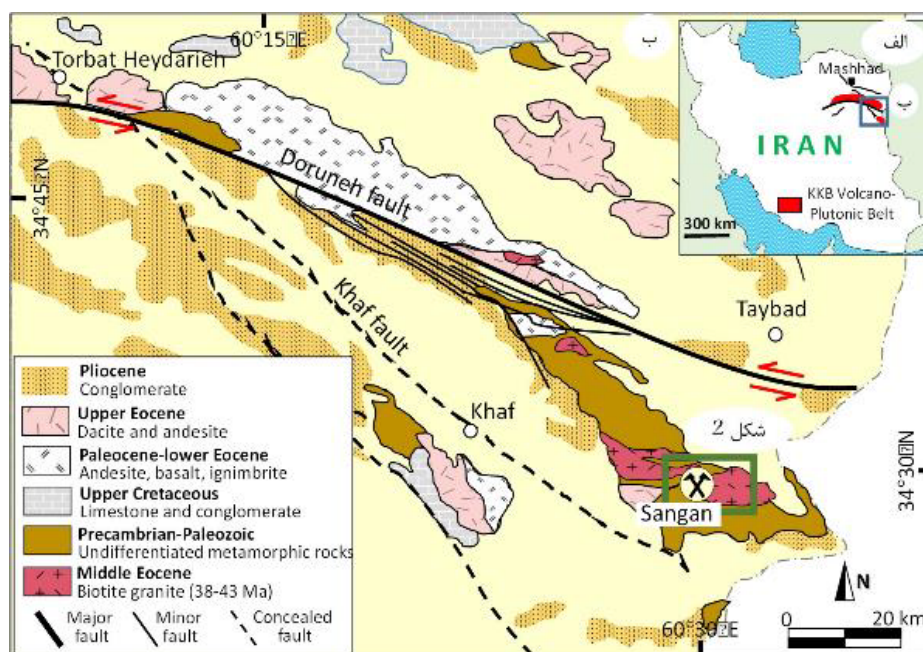 60°15'E
Torbat Heydarieh
ب
الف
Mashhad
ب
IRAN
KKB Volcano-
Plutonic Belt
300 km
34°45'N
Doruneh fault
Khaf fault
Taybad
Khaf
شکل 2
34°30'N
Sangan
Pliocene
Conglomerate
Upper Eocene
Dacite and andesite
Paleocene-lower Eocene
Andesite, basalt, ignimbrite
Upper Cretaceous
Limestone and conglomerate
Precambrian-Paleozoic
Undifferentiated metamorphic rocks
Middle Eocene
Biotite granite (38-43 Ma)
Major
fault
Minor
fault
Concealed
fault
N
60°30'E
0
20 km